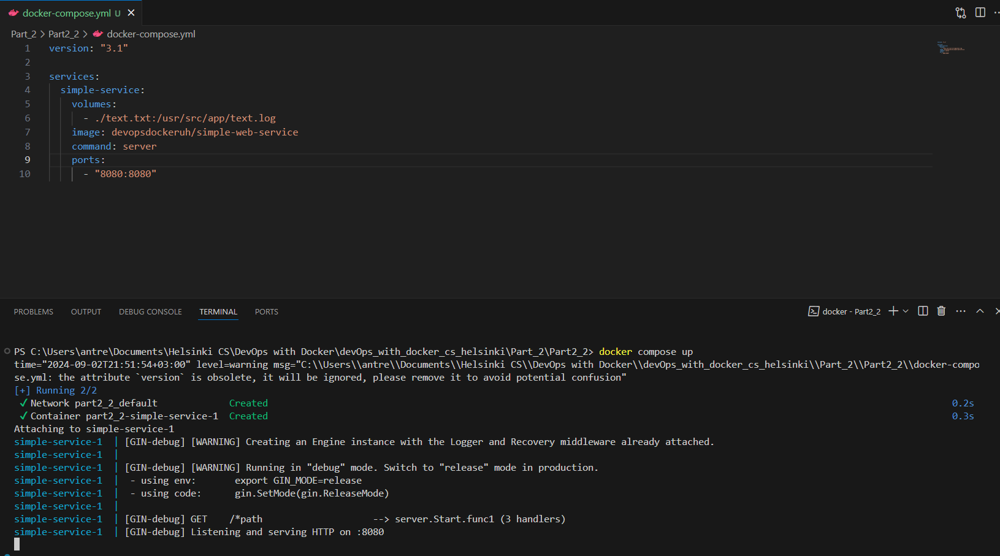 docker-compose.yml U
Part_2 > Part2_2 > docker-compose.yml
1 version: "3.1"
2
3 services:
4 simple-service:
5 volumes:
6 - ./text.txt:/usr/src/app/text.log
7 image: devopsdockeruh/simple-web-service
8 command: server
9 ports:
10 - "8080:8080"
PROBLEMS OUTPUT DEBUG CONSOLE TERMINAL PORTS docker - Part2_2
PS C:\Users\antre\Documents\Helsinki CS\DevOps with Docker\devOps_with_docker_cs_helsinki\Part_2\Part2_2> docker compose up
time="2024-09-02T21:51:54+03:00" level=warning msg="C:\\Users\\antre\\Documents\\Helsinki CS\\DevOps with Docker\\devOps_with_docker_cs_helsinki\\Part_2\\Part2_2\\docker-compo
se.yml: the attribute `version` is obsolete, it will be ignored, please remove it to avoid potential confusion"
[+] Running 2/2
✓ Network part2_2_default Created 0.2s
✓ Container part2_2-simple-service-1 Created 0.3s
Attaching to simple-service-1
simple-service-1 | [GIN-debug] [WARNING] Creating an Engine instance with the Logger and Recovery middleware already attached.
simple-service-1 |
simple-service-1 | [GIN-debug] [WARNING] Running in "debug" mode. Switch to "release" mode in production.
simple-service-1 | - using env: export GIN_MODE=release
simple-service-1 | - using code: gin.SetMode(gin.ReleaseMode)
simple-service-1 |
simple-service-1 | [GIN-debug] GET /*path --> server.Start.func1 (3 handlers)
simple-service-1 | [GIN-debug] Listening and serving HTTP on :8080